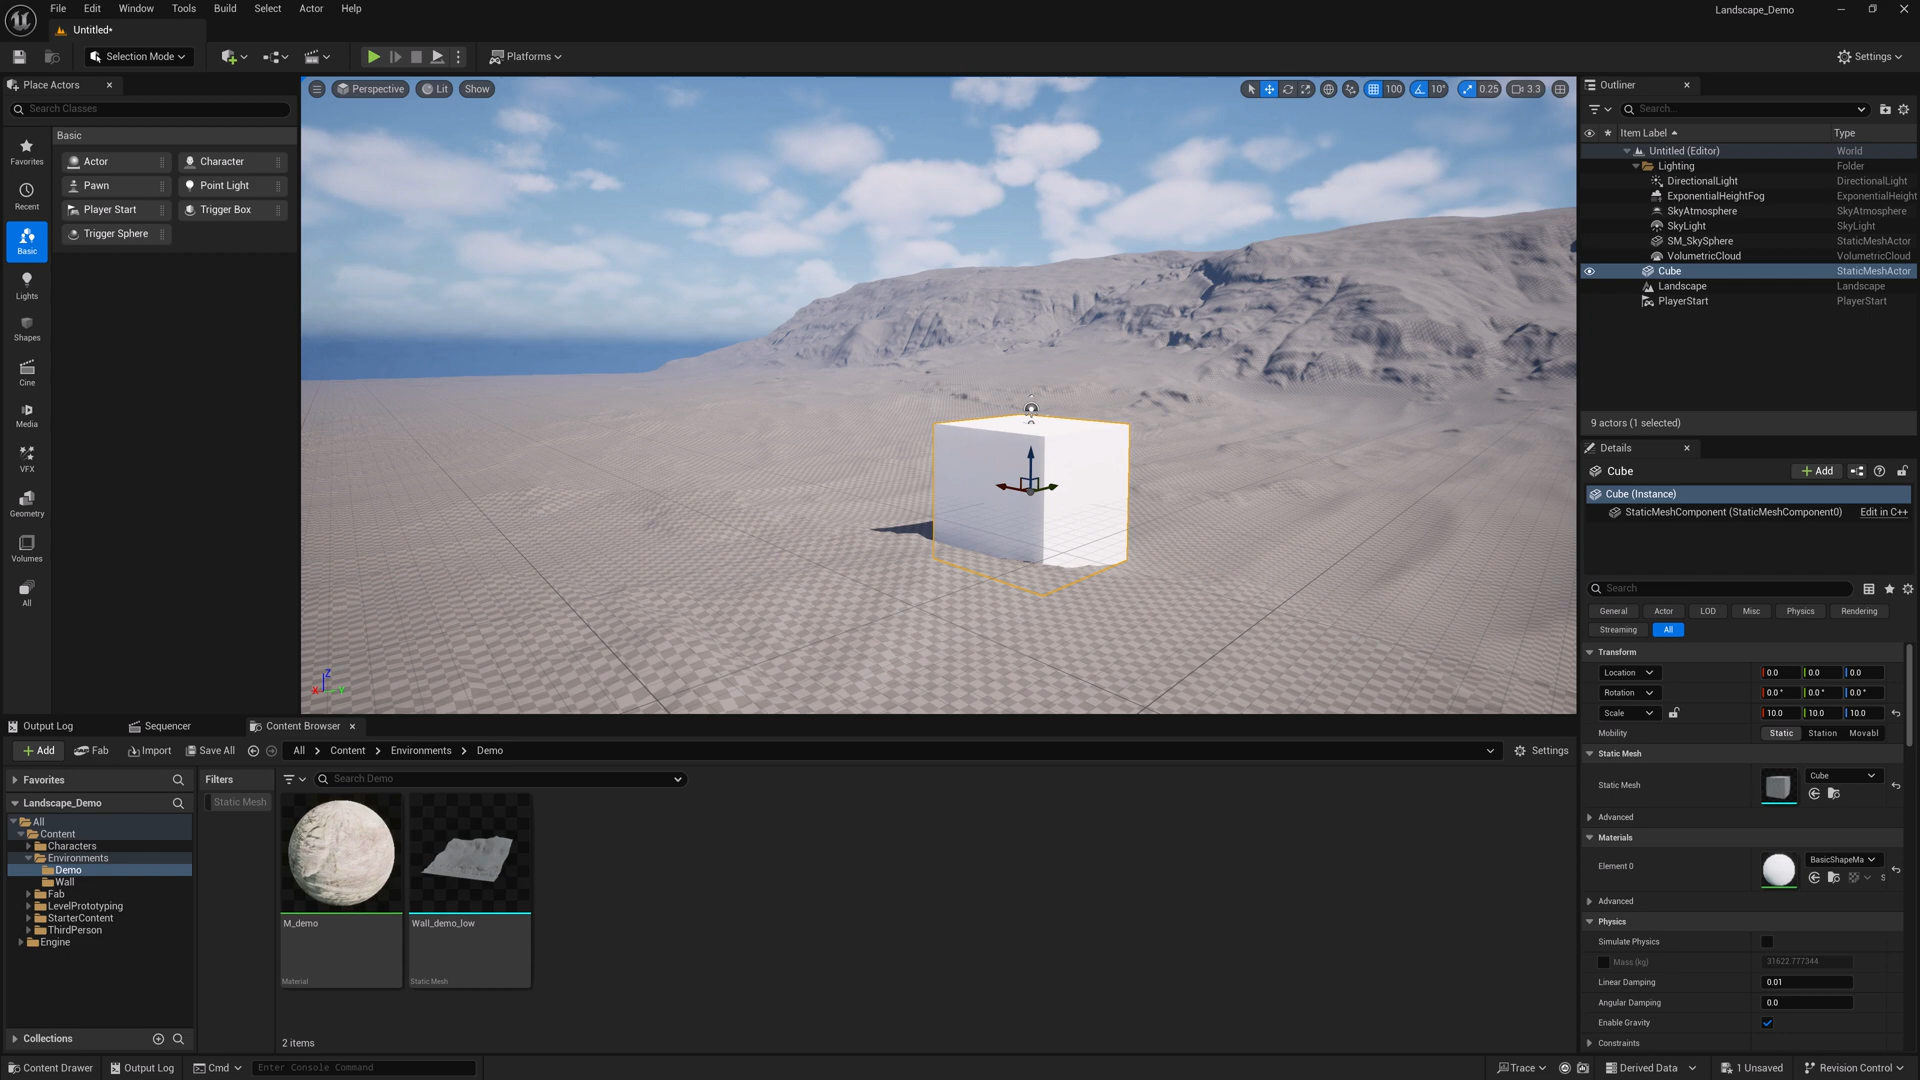 File Edit Window Tools Build Select Actor Help
Landscape_Demo
Untitled•
Selection Mode
Platforms
Settings
Place Actors
Search Classes
Favorites
Recent
Basic
Lights
Shapes
Cine
Media
VFX
Geometry
Volumes
All
Basic
Actor
Character
Pawn
Point Light
Player Start
Trigger Box
Trigger Sphere
Perspective
Lit
Show
100
10°
0.25
3.3
Z
X
Y
Outliner
Search...
Item Label Type
Untitled (Editor) World
Lighting Folder
DirectionalLight DirectionalLight
ExponentialHeightFog ExponentialHeight
SkyAtmosphere SkyAtmosphere
SkyLight SkyLight
SM_SkySphere StaticMeshActor
VolumetricCloud VolumetricCloud
Cube StaticMeshActor
Landscape Landscape
PlayerStart PlayerStart
9 actors (1 selected)
Details
Cube
Add
Cube (Instance)
StaticMeshComponent (StaticMeshComponent0) Edit in C++
Search
General Actor LOD Misc Physics Rendering
Streaming All
Transform
Location 0.0 0.0 0.0
Rotation 0.0 ° 0.0 ° 0.0 °
Scale 10.0 10.0 10.0
Mobility Static Station Movabl
Static Mesh
Static Mesh Cube
Advanced
Materials
Element 0 BasicShapeMa
S
Advanced
Physics
Simulate Physics
Mass (kg) 31622.777344
Linear Damping 0.01
Angular Damping 0.0
Enable Gravity
Constraints
Output Log
Sequencer
Content Browser
Add Fab Import Save All
All > Content > Environments > Demo
Settings
Favorites
Landscape_Demo
All
Content
Characters
Environments
Demo
Wall
Fab
LevelPrototyping
StarterContent
ThirdPerson
Engine
Collections
Filters
Static Mesh
Search Demo
M_demo
Material
Wall_demo_low
Static Mesh
2 items
Content Drawer
Output Log
Cmd
Enter Console Command
Trace
Derived Data
1 Unsaved
Revision Control